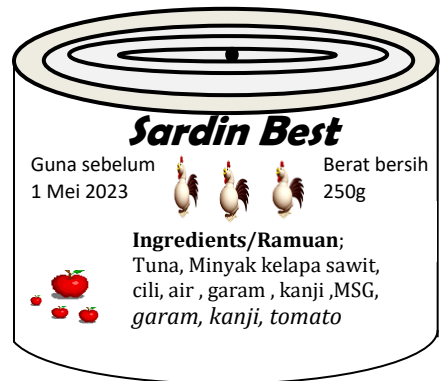 Sardin Best
Guna sebelum
1 Mei 2023
Berat bersih
250g
Ingredients/Ramuan;
Tuna, Minyak kelapa sawit,
cili, air , garam , kanji ,MSG,
garam, kanji, tomato